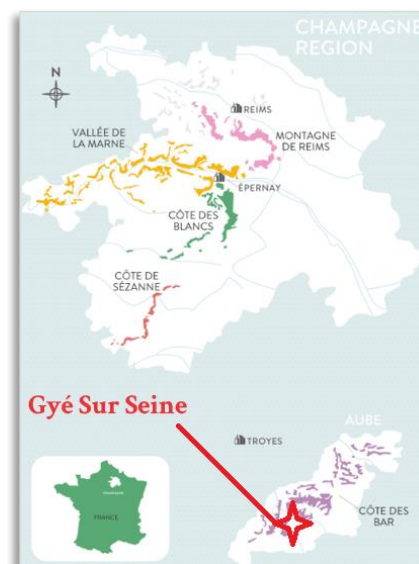 CHAMPAGNE
REGION
N
REIMS
VALLÉE DE
LA MARNE
MONTAGNE
DE REIMS
ÉPERNAY
CÔTE DES
BLANCS
CÔTE DE
SÉZANNE
Gyé Sur Seine
AUBE
TROYES
CÔTE DES
BAR
FRANCE